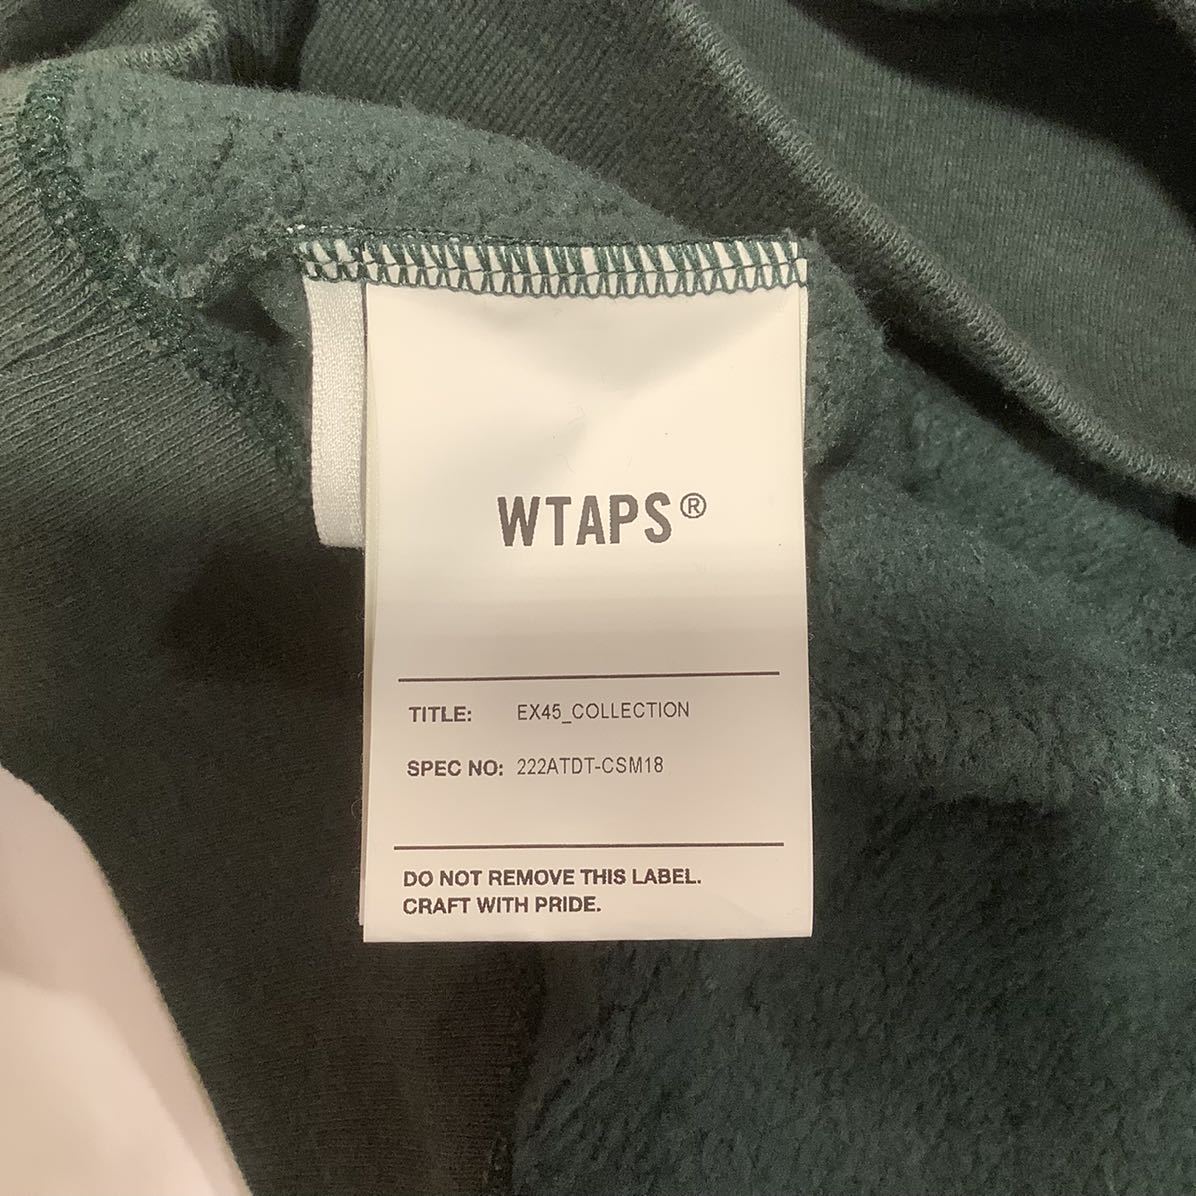 WTAPS®
TITLE: EX45_COLLECTION
SPEC NO: 222ATDT-CSM18
DO NOT REMOVE THIS LABEL.
CRAFT WITH PRIDE.